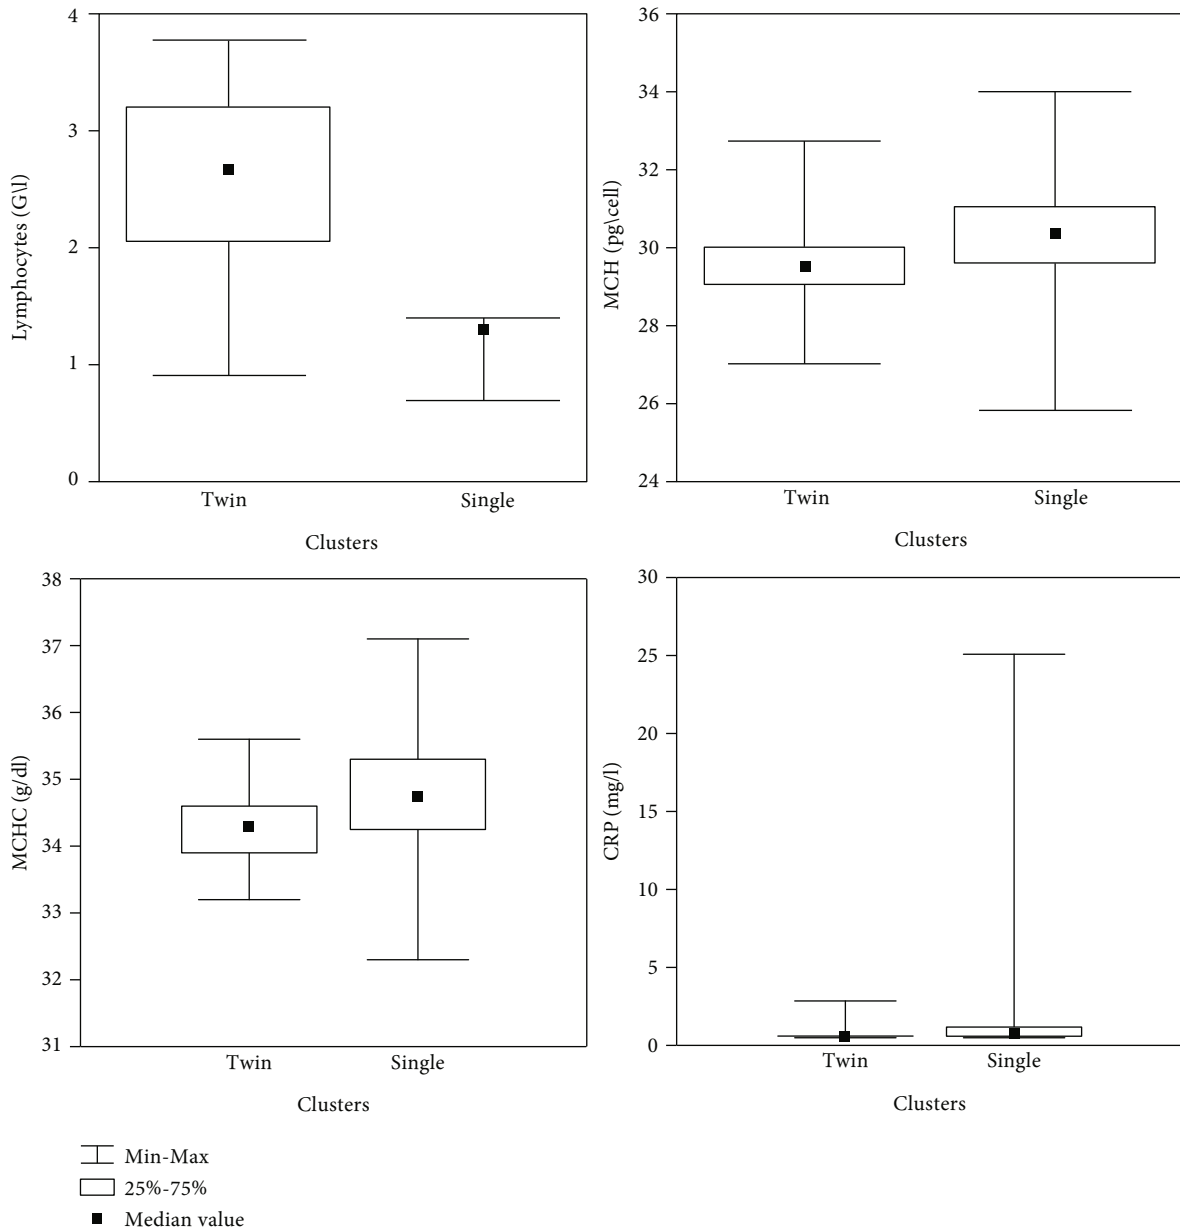 4
3
2
1
0
Lymphocytes (G\l)
Twin
Single
Clusters
36
34
32
30
28
26
24
MCH (pg\cell)
Twin
Single
Clusters
38
37
36
35
34
33
32
31
MCHC (g/dl)
Twin
Single
Clusters
30
25
20
15
10
5
0
CRP (mg/l)
Twin
Single
Clusters
Min-Max
25%-75%
Median value